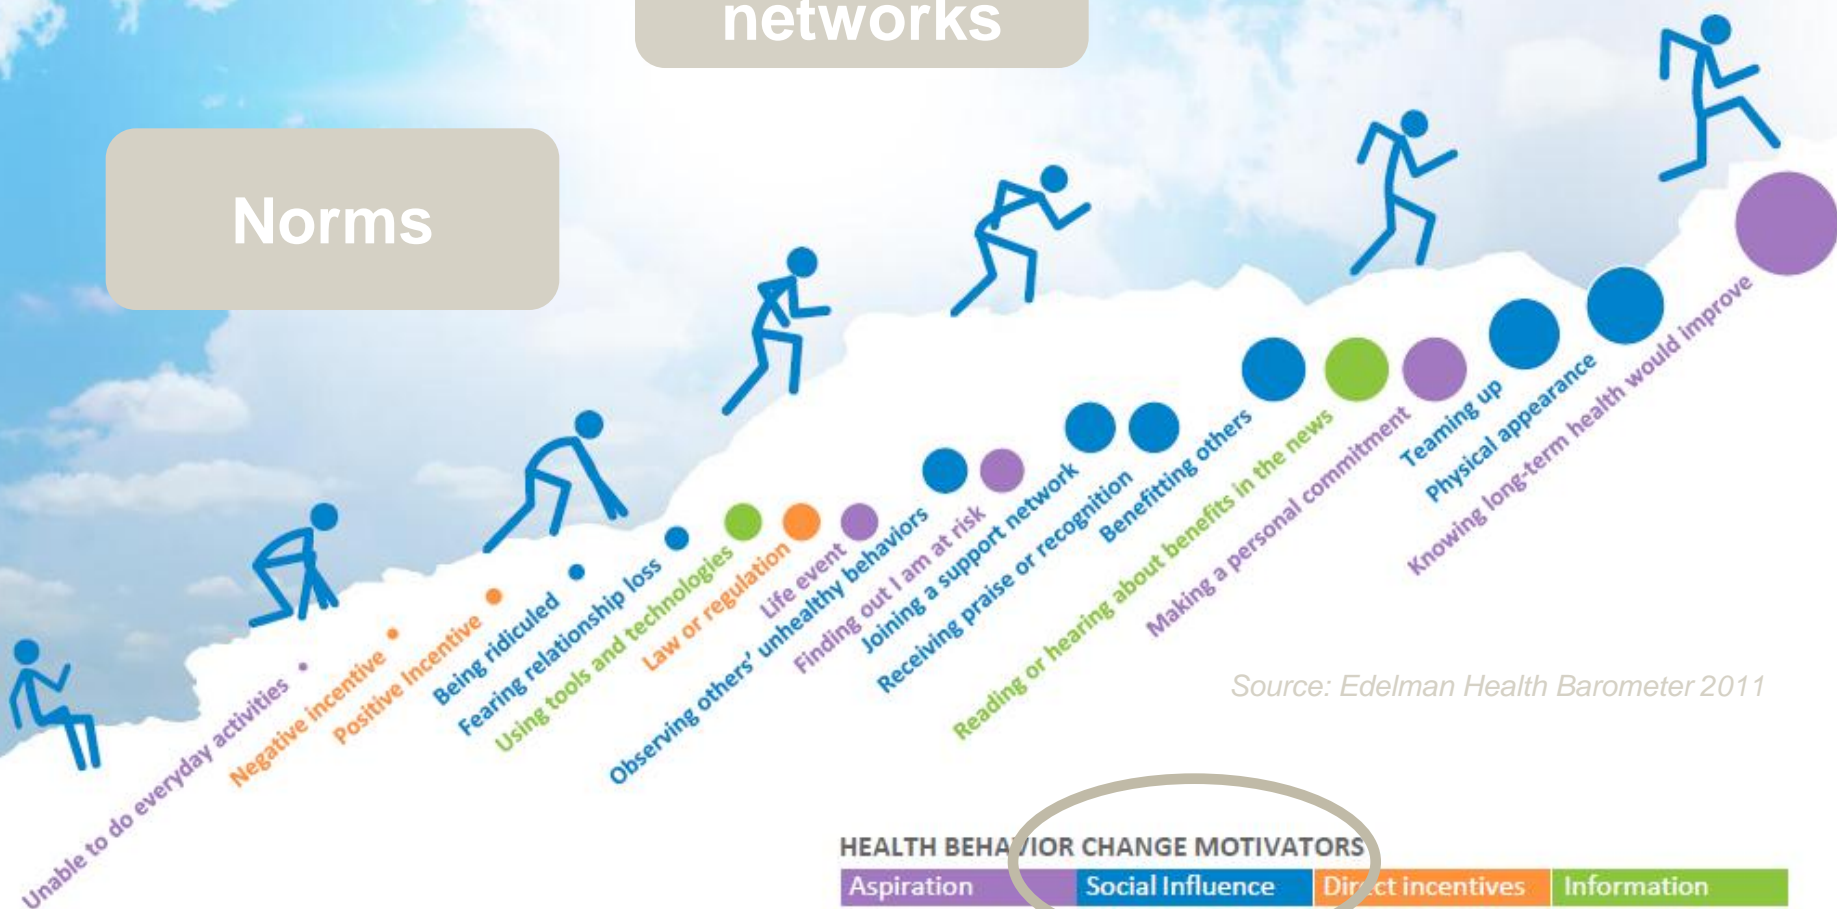 networks
Norms
Unable to do everyday activities
Negative incentive
Positive Incentive
Being ridiculed
Fearing relationship loss
Using tools and technologies
Law or regulation
Life event
Observing others' unhealthy behaviors
Finding out I am at risk
Joining a support network
Receiving praise or recognition
Benefitting others
Reading or hearing about benefits in the news
Making a personal commitment
Teaming up
Physical appearance
Knowing long-term health would improve
Source: Edelman Health Barometer 2011
HEALTH BEHAVIOR CHANGE MOTIVATORS
Aspiration Social Influence Direct incentives Information